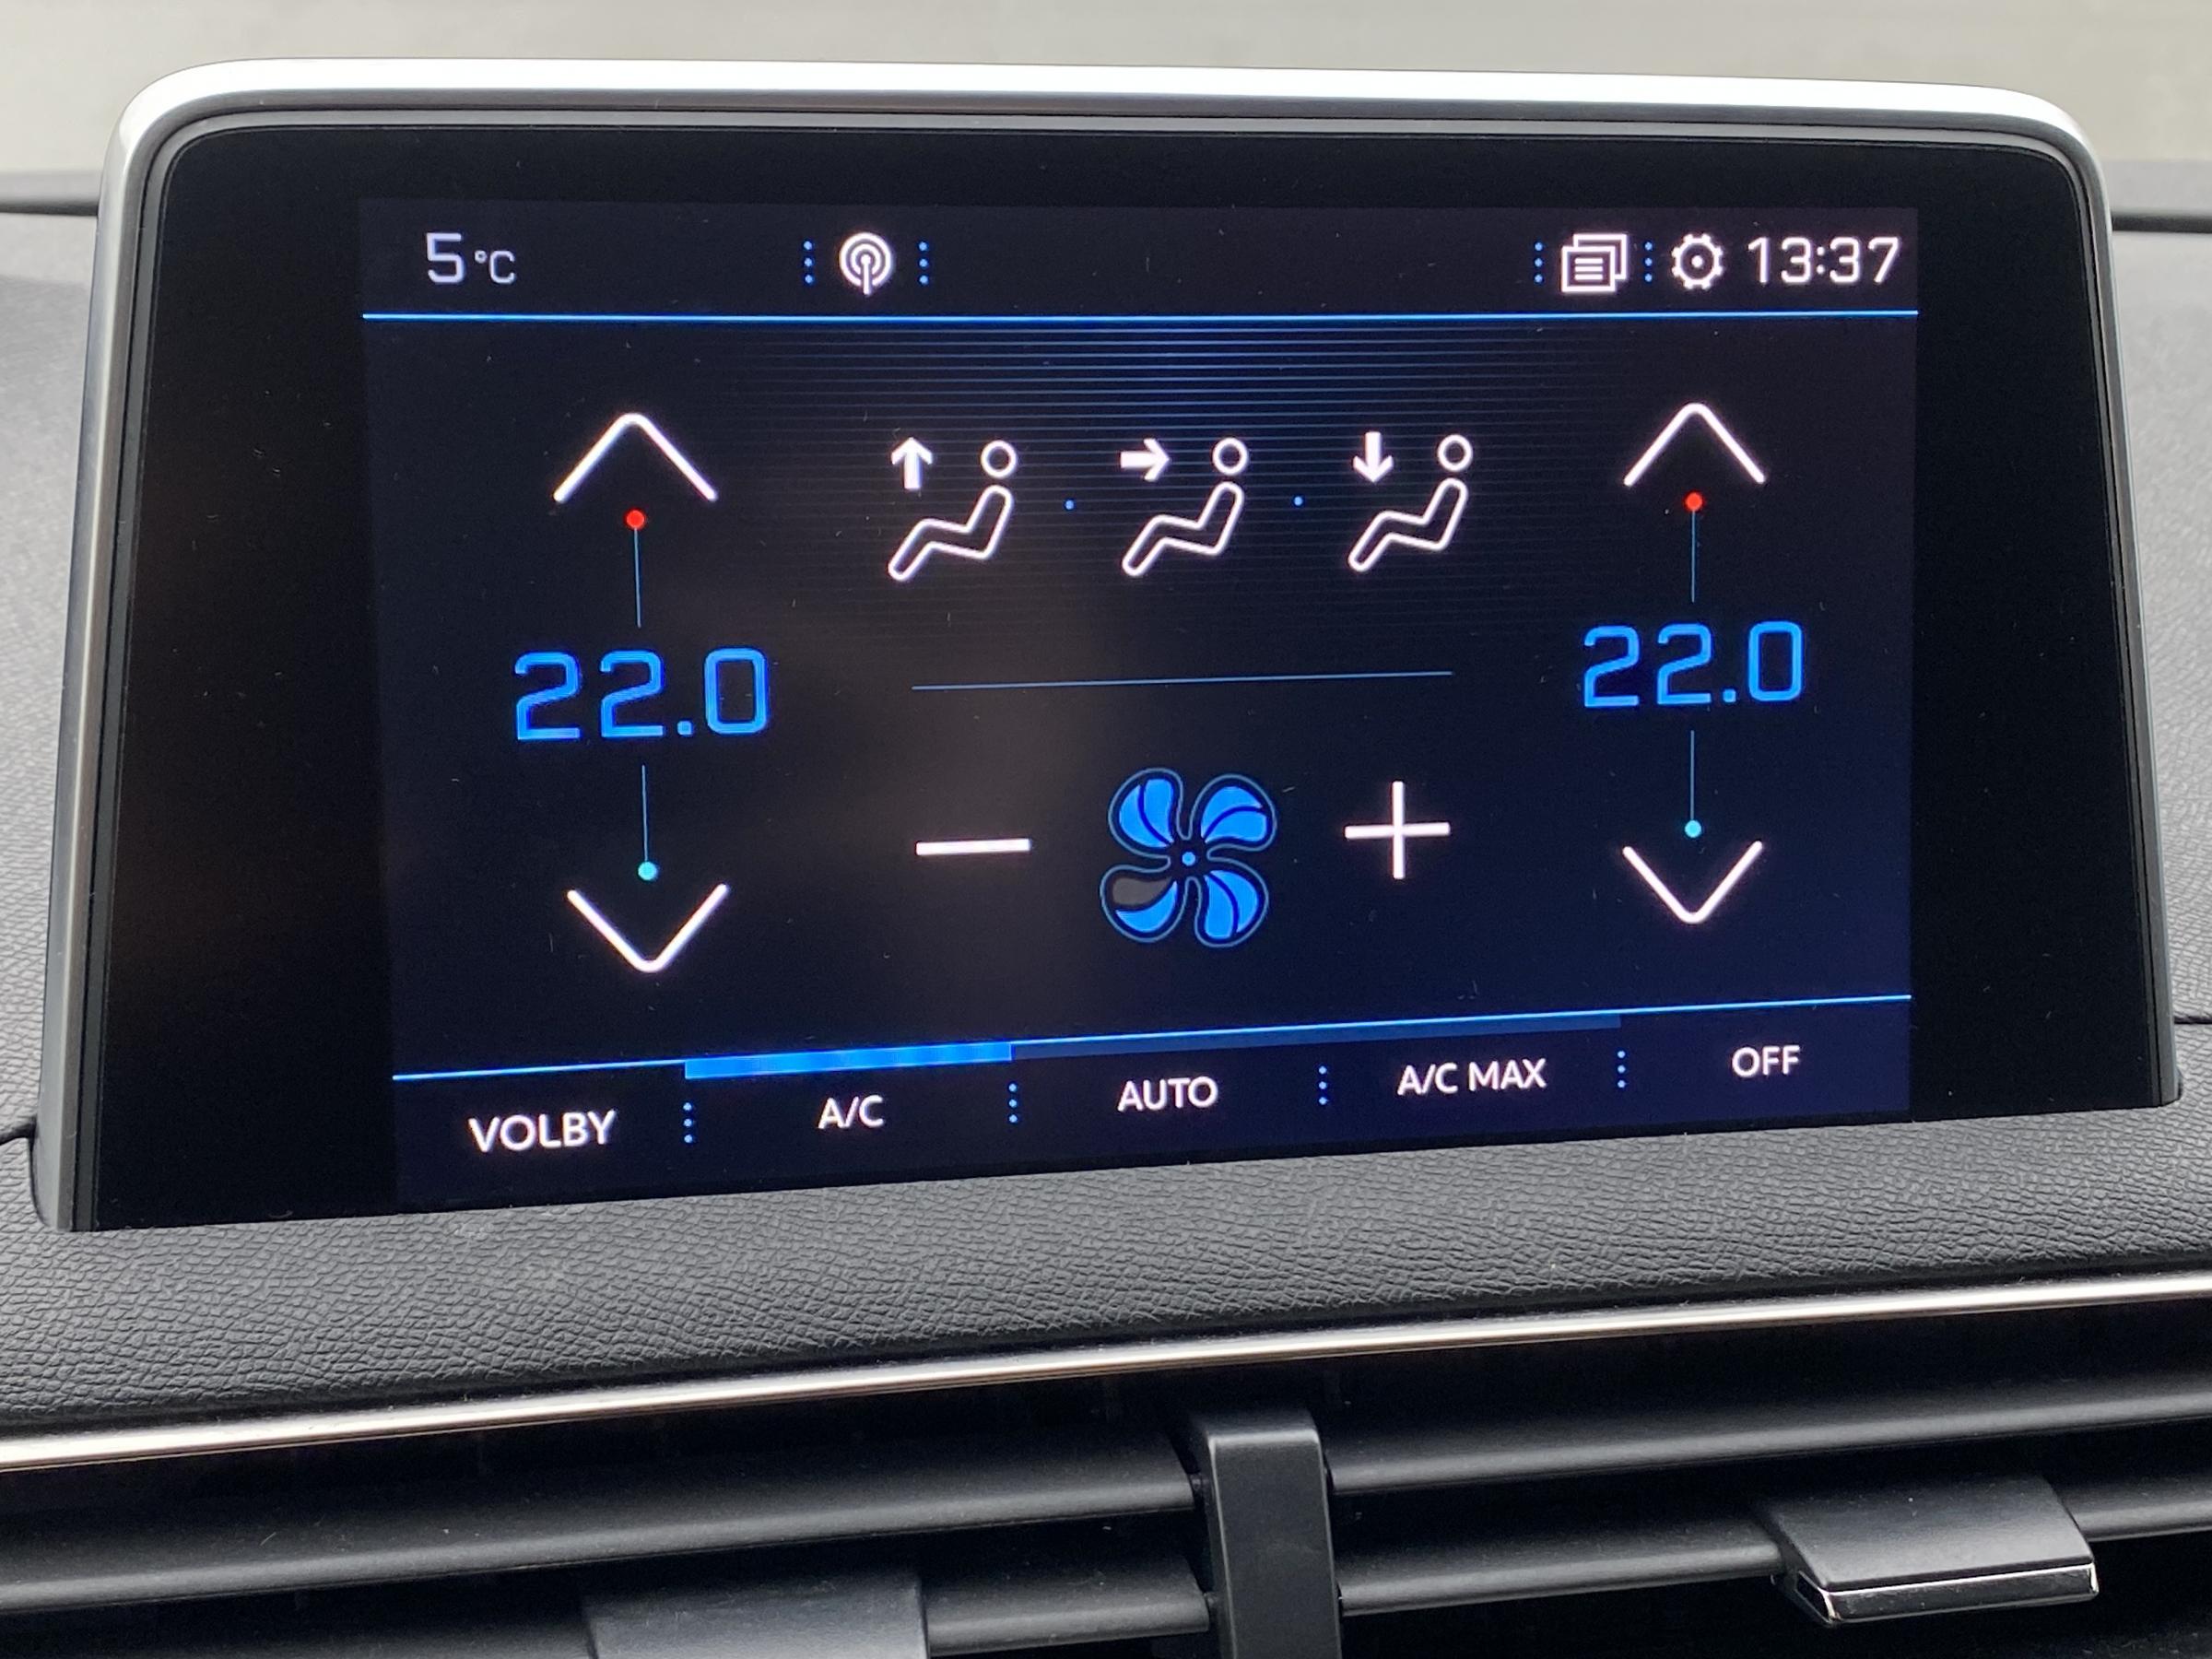 5 °C 13:37
22.0 22.0
VOLBY A/C AUTO A/C MAX OFF